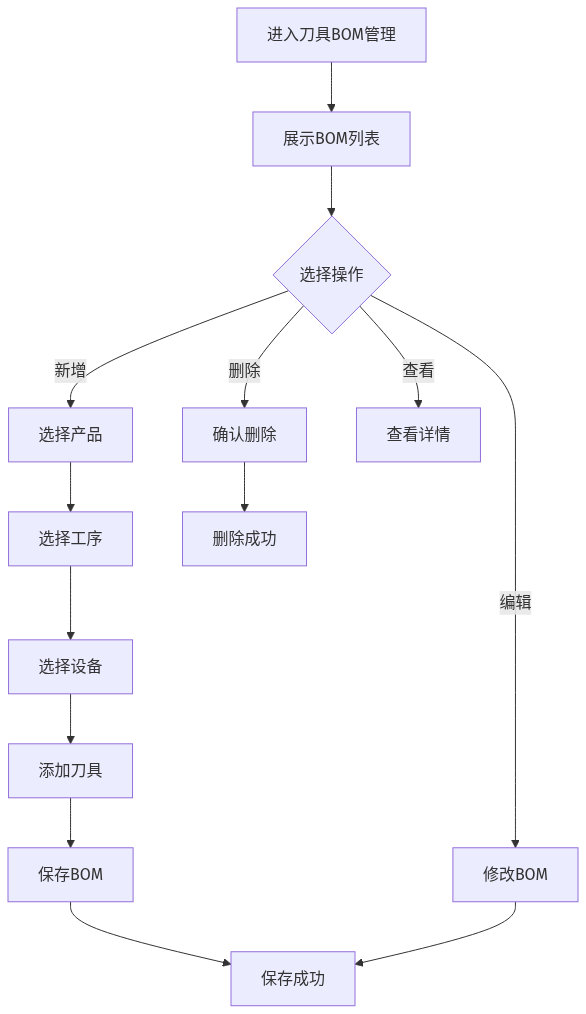 进入刀具BOM管理
展示BOM列表
选择操作
新增
删除
查看
选择产品
确认删除
查看详情
选择工序
删除成功
编辑
选择设备
添加刀具
保存BOM
修改BOM
保存成功